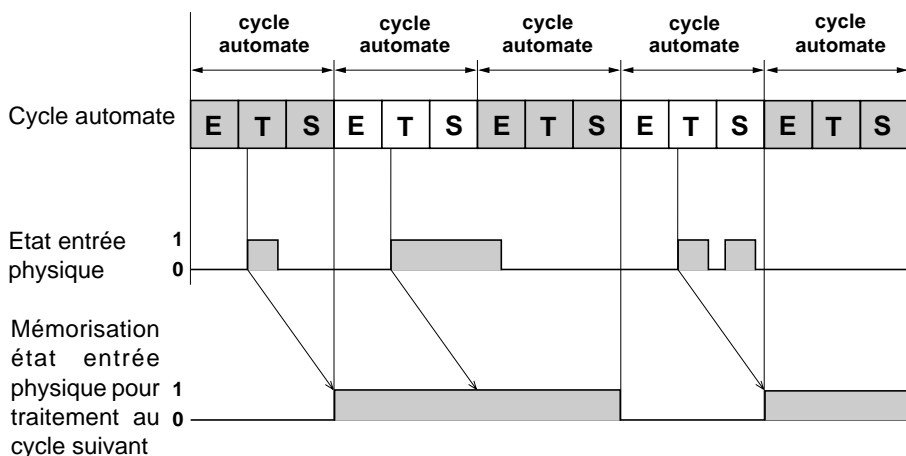 cycle automate
cycle automate
cycle automate
cycle automate
cycle automate
Cycle automate
E T S E T S E T S E T S E T S
Etat entrée
physique
1
0
Mémorisation
état entrée
physique pour
traitement au
cycle suivant
1
0